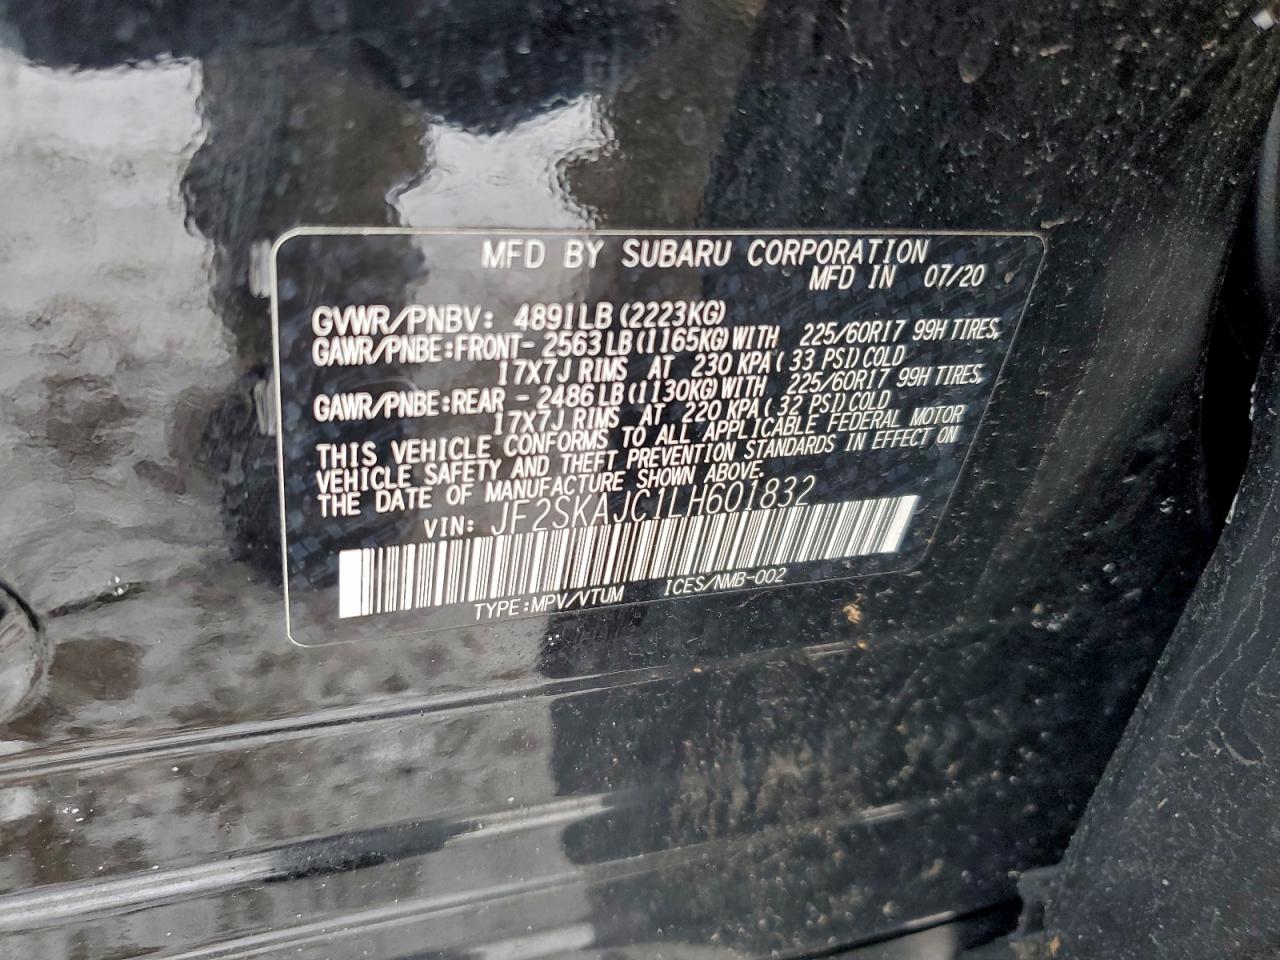 MFD BY SUBARU CORPORATION
MFD IN 07/20
GVWR/PNBV: 4891LB (2223KG)
GAWR/PNBE:FRONT- 2563LB (1165KG) WITH 225/60R17 99H TIRES,
17X7J RIMS AT 230 KPA ( 33 PSI) COLD
GAWR/PNBE:REAR - 2486LB (1130KG) WITH 225/60R17 99H TIRES,
17X7J RIMS AT 220 KPA ( 32 PSI) COLD
THIS VEHICLE CONFORMS TO ALL APPLICABLE FEDERAL MOTOR
VEHICLE SAFETY AND THEFT PREVENTION STANDARDS IN EFFECT ON
THE DATE OF MANUFACTURE SHOWN ABOVE.
VIN: JF2SKAJC1LH601832
TYPE:MPV/VTUM ICES/NMB-002